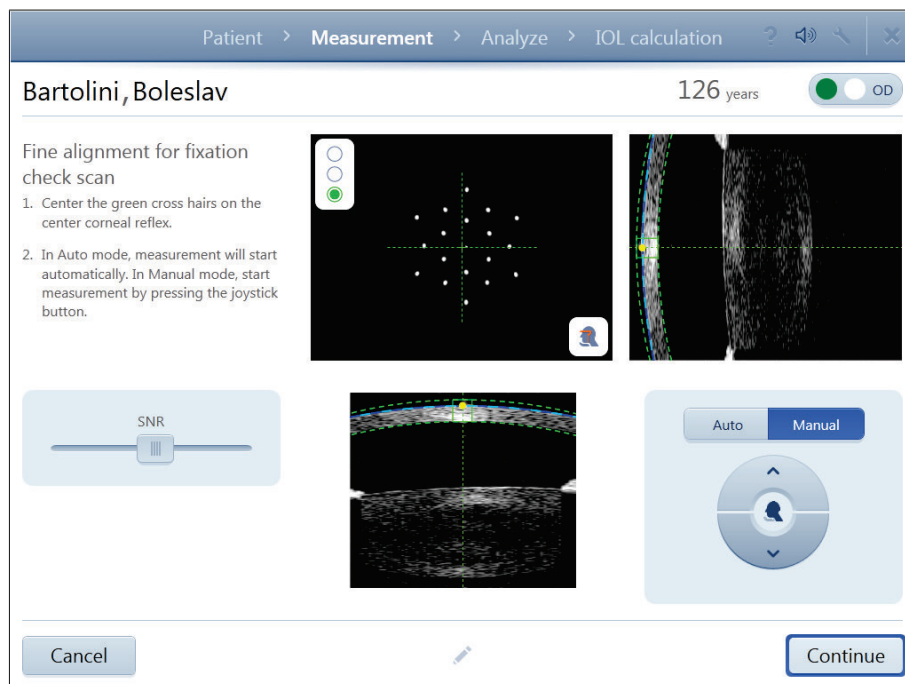 Patient > Measurement > Analyze > IOL calculation ?
Bartolini, Boleslav
126 years
OD
Fine alignment for fixation
check scan
1. Center the green cross hairs on the
center corneal reflex.
2. In Auto mode, measurement will start
automatically. In Manual mode, start
measurement by pressing the joystick
button.
SNR
Auto
Manual
Cancel
Continue